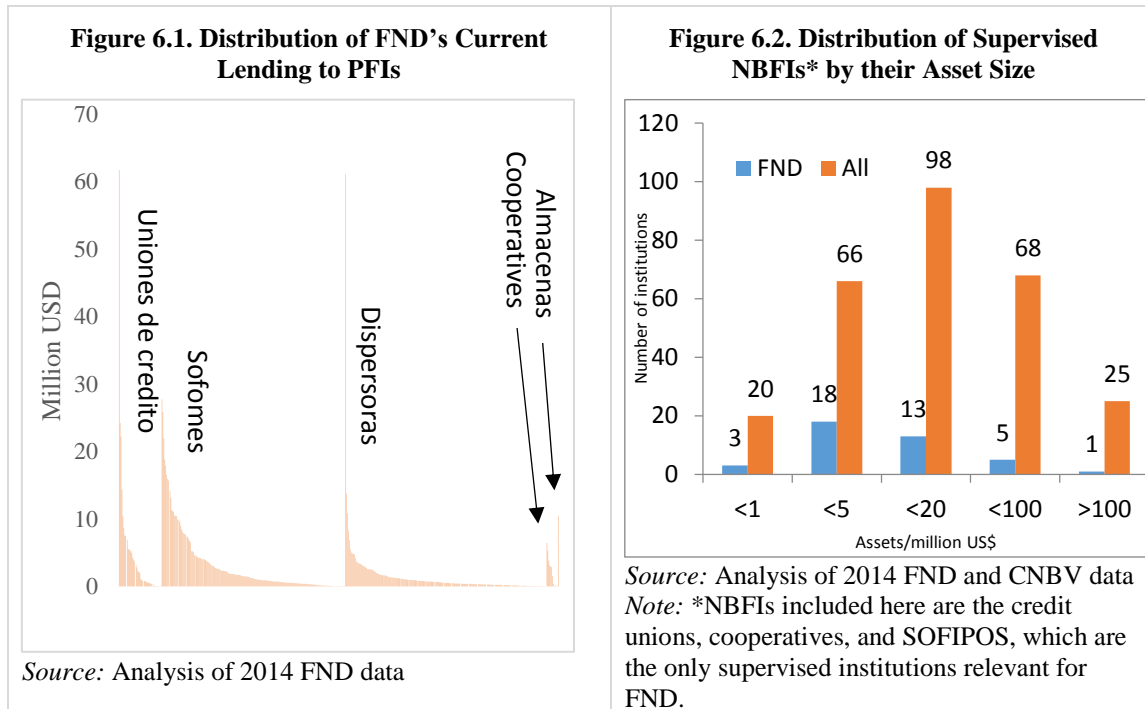 Figure 6.1. Distribution of FND’s Current
Lending to PFIs
70
60
50
40
30
20
10
0
Million USD
Uniones de credito
Sofomes
Dispersoras
Cooperatives
Almacenas
Source: Analysis of 2014 FND data
Figure 6.2. Distribution of Supervised
NBFIs* by their Asset Size
120
100
80
60
40
20
0
Number of institutions
FND All
3
20
18
66
13
98
5
68
1
25
<1 <5 <20 <100 >100
Assets/million US$
Source: Analysis of 2014 FND and CNBV data
Note: *NBFIs included here are the credit
unions, cooperatives, and SOFIPOS, which are
the only supervised institutions relevant for
FND.